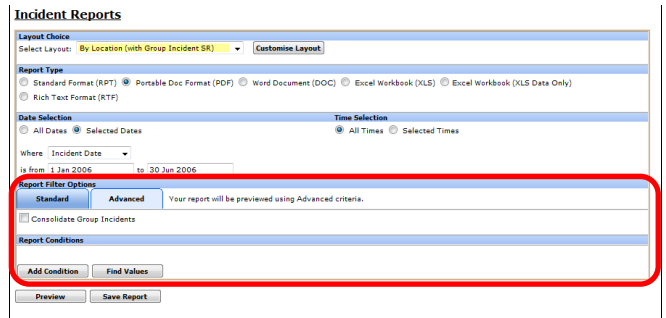 Incident Reports
Layout Choice
Select Layout: By Location (with Group Incident SR) Customise Layout
Report Type
Standard Format (RPT) Portable Doc Format (PDF) Word Document (DOC) Excel Workbook (XLS) Excel Workbook (XLS Data Only)
Rich Text Format (RTF)
Date Selection Time Selection
All Dates Selected Dates All Times Selected Times
Where Incident Date
is from 1 Jan 2006 to 30 Jun 2006
Report Filter Options
Standard Advanced Your report will be previewed using Advanced criteria.
Consolidate Group Incidents
Report Conditions
Add Condition Find Values
Preview Save Report